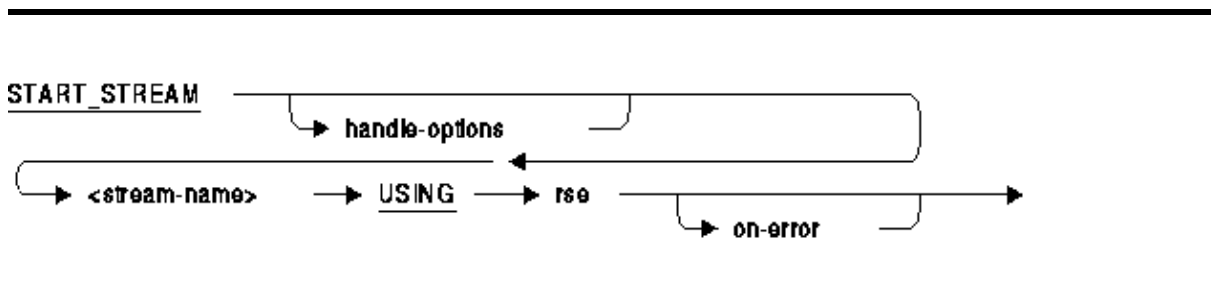 START_STREAM
handle-options
<stream-name> USING rse
on-error